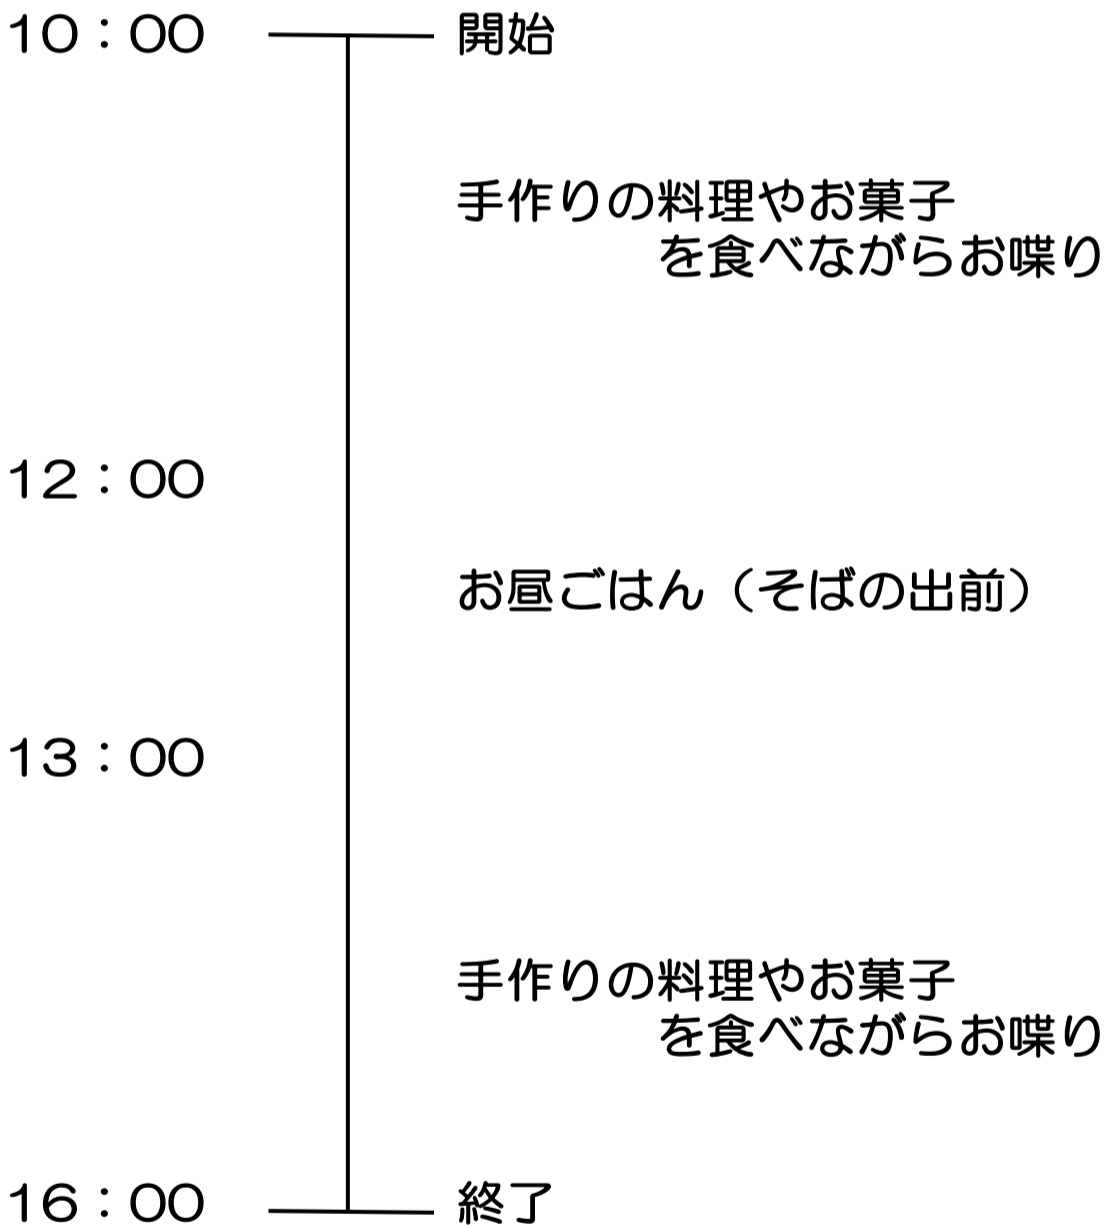 10：00 開始
手作りの料理やお菓子
を食べながらお喋り
12：00
お昼ごはん（そばの出前）
13：00
手作りの料理やお菓子
を食べながらお喋り
16：00 終了